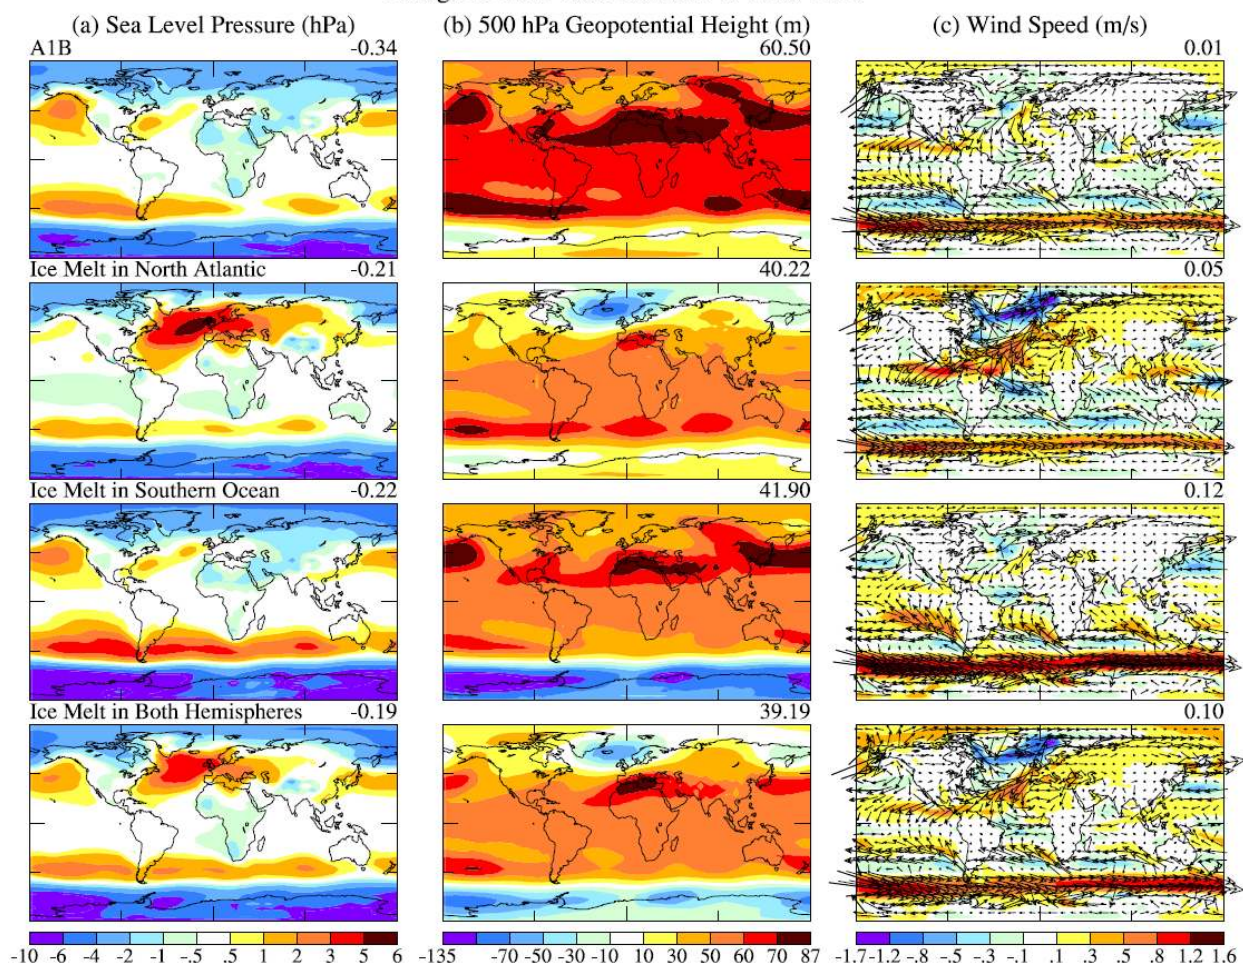 (a) Sea Level Pressure (hPa) (b) 500 hPa Geopotential Height (m) (c) Wind Speed (m/s)
A1B -0.34 60.50 0.01
Ice Melt in North Atlantic -0.21 40.22 0.05
Ice Melt in Southern Ocean -0.22 41.90 0.12
Ice Melt in Both Hemispheres -0.19 39.19 0.10
-10 -6 -4 -2 -1 -.5 .5 1 2 3 5 6 -135 -70 -50 -30 -10 10 30 50 60 70 87 -1.7 -1.2 -.8 -.5 -.3 -.1 .1 .3 .5 .8 1.2 1.6